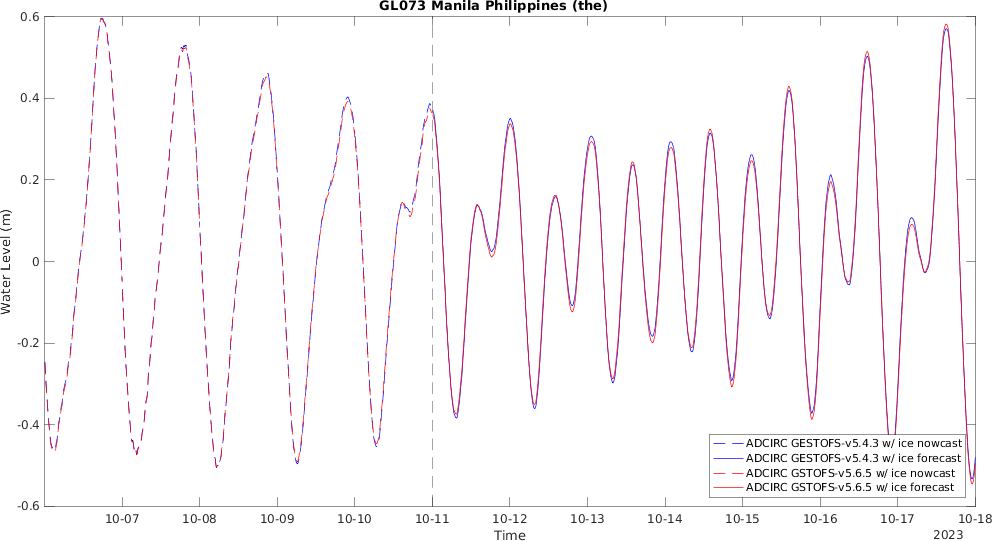 GL073 Manila Philippines (the)
0.6
0.4
0.2
0
-0.2
-0.4
-0.6
Water Level (m)
10-07 10-08 10-09 10-10 10-11 10-12 10-13 10-14 10-15 10-16 10-17 10-18
Time
2023
ADCIRC GESTOFS-v5.4.3 w/ ice nowcast
ADCIRC GESTOFS-v5.4.3 w/ ice forecast
ADCIRC GSTOFS-v5.6.5 w/ ice nowcast
ADCIRC GSTOFS-v5.6.5 w/ ice forecast